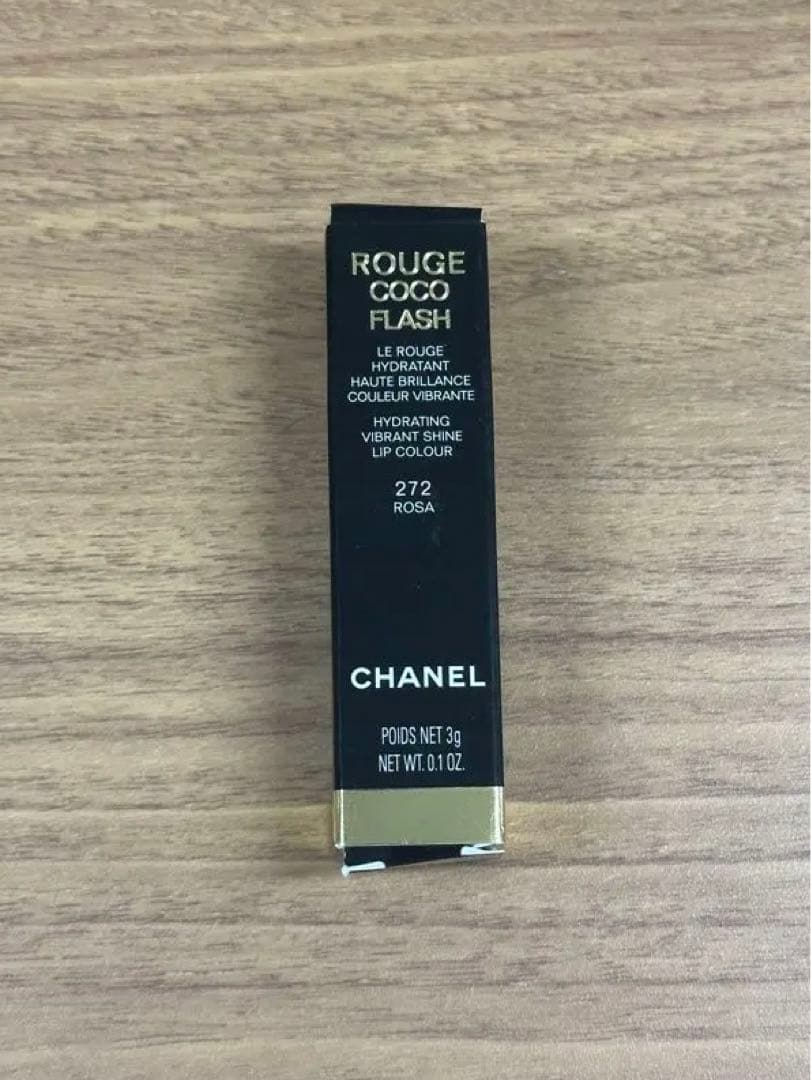 ROUGE
COCO
FLASH
LE ROUGE
HYDRATANT
HAUTE BRILLANCE
COULEUR VIBRANTE
HYDRATING
VIBRANT SHINE
LIP COLOUR
272
ROSA
CHANEL
POIDS NET 3g
NET WT. 0.1 OZ.